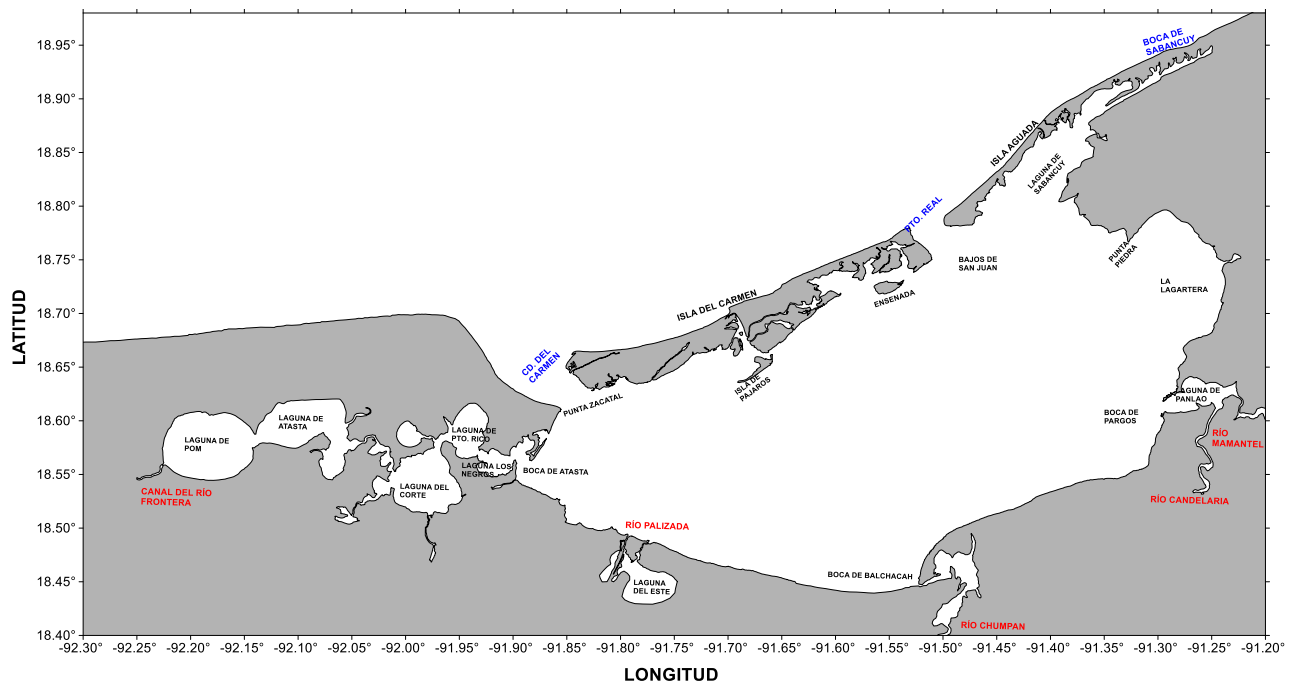 18.95°
18.90°
18.85°
18.80°
18.75°
18.70°
18.65°
18.60°
18.55°
18.50°
18.45°
18.40°
LATITUD
BOCA DE
SABANCUY
ISLA AGUADA
LAGUNA DE
SABANCUY
PTO. REAL
PUNTA
PIEDRA
BAJOS DE
SAN JUAN
LA
LAGARTERA
ENSENADA
ISLA DEL CARMEN
CD. DEL
CARMEN
ISLA DE
PAJAROS
PUNTA ZACATAL
LAGUNA DE
PANLAO
BOCA DE
PARGOS
RÍO
MAMANTEL
LAGUNA DE
ATASTA
LAGUNA DE
POM
LAGUNA DE
PTO. RICO
LAGUNA LOS
NEGROS
BOCA DE ATASTA
LAGUNA DEL
CORTE
CANAL DEL RÍO
FRONTERA
RÍO CANDELARIA
RÍO PALIZADA
BOCA DE BALCHACAH
LAGUNA
DEL ESTE
RÍO CHUMPAN
-92.30° -92.25° -92.20° -92.15° -92.10° -92.05° -92.00° -91.95° -91.90° -91.85° -91.80° -91.75° -91.70° -91.65° -91.60° -91.55° -91.50° -91.45° -91.40° -91.35° -91.30° -91.25° -91.20°
LONGITUD